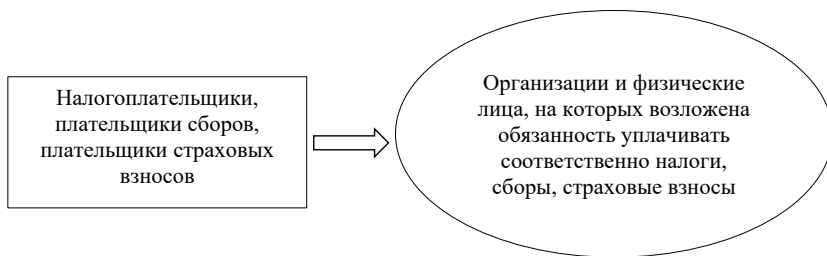 Налогоплательщики,
плательщики сборов,
плательщики страховых
взносов
Организации и физические
лица, на которых возложена
обязанность уплачивать
соответственно налоги,
сборы, страховые взносы